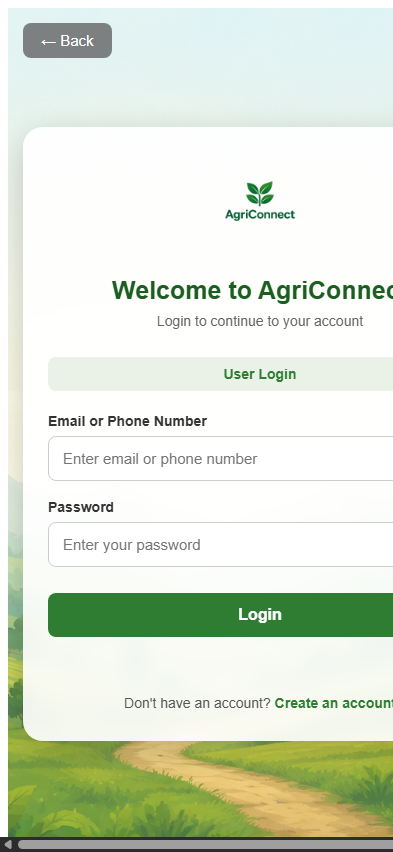 ← Back
AgriConnect
Welcome to AgriConnec
Login to continue to your account
User Login
Email or Phone Number
Enter email or phone number
Password
Enter your password
Login
Don't have an account? Create an account